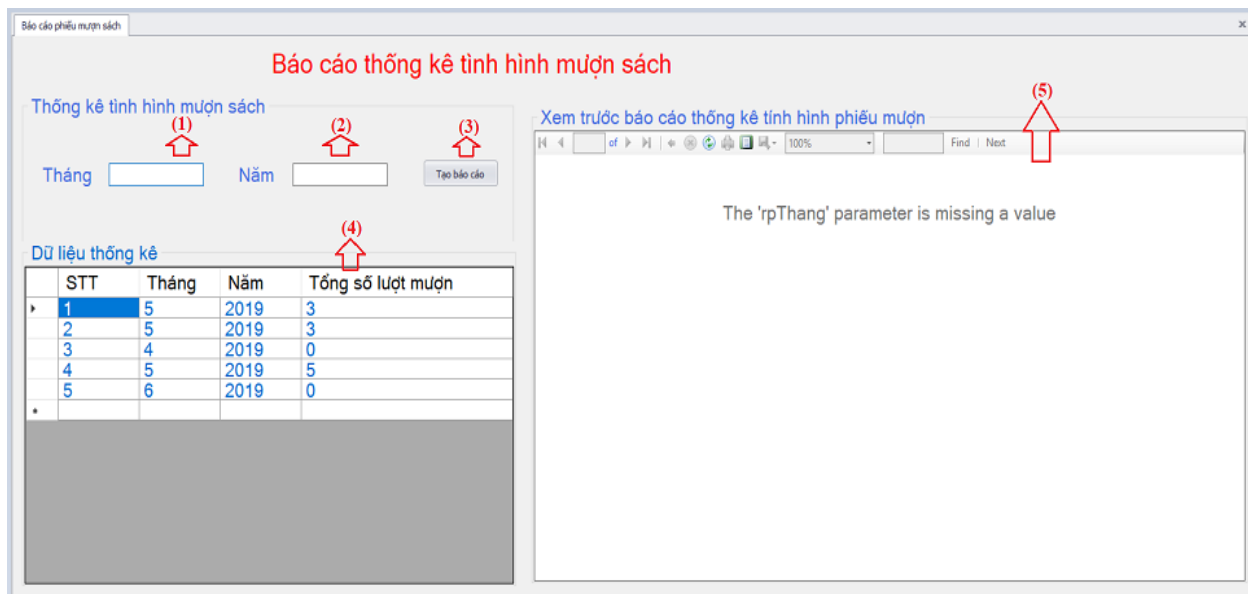 Báo cáo phiếu mượn sách
Báo cáo thống kê tình hình mượn sách
Thống kê tình hình mượn sách
(1)
(2)
(3)
Tháng
Năm
Tạo báo cáo
(4)
Dữ liệu thống kê
STT Tháng Năm Tổng số lượt mượn
1 5 2019 3
2 5 2019 3
3 4 2019 0
4 5 2019 5
5 6 2019 0
(5)
Xem trước báo cáo thống kê tính hình phiếu mượn
of 100% Find | Next
The 'rpThang' parameter is missing a value